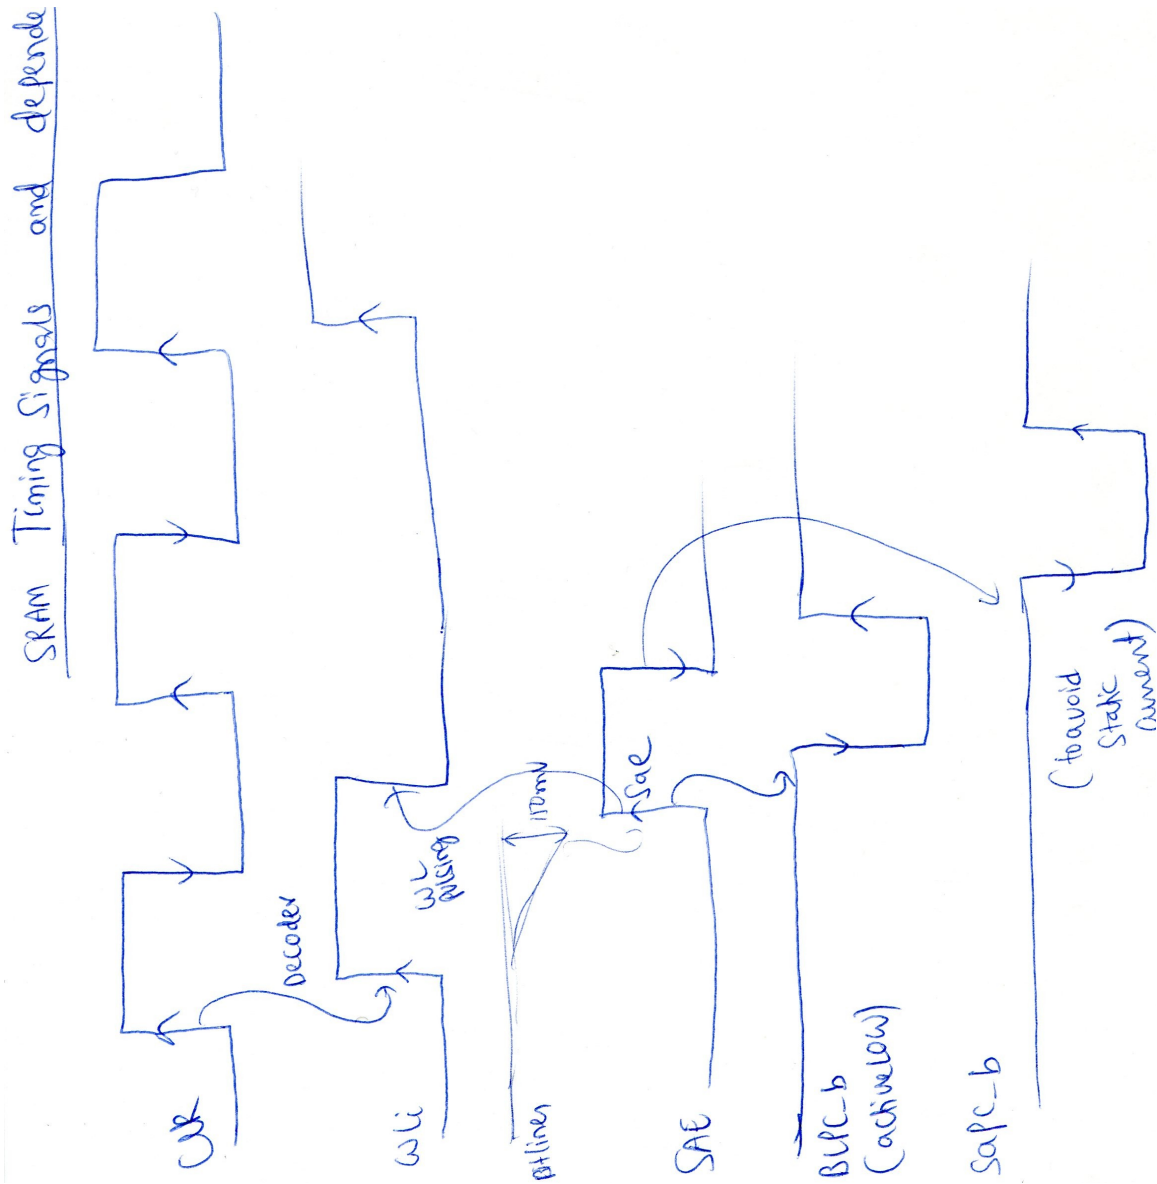 SRAM Timing Signals and depende
Clk
Decoder
WLi
WL
pulsing
Bitlines
110mV
SAE
Sae
BLPC_b
(active LOW)
SaPC_b
(to avoid
Static
current)